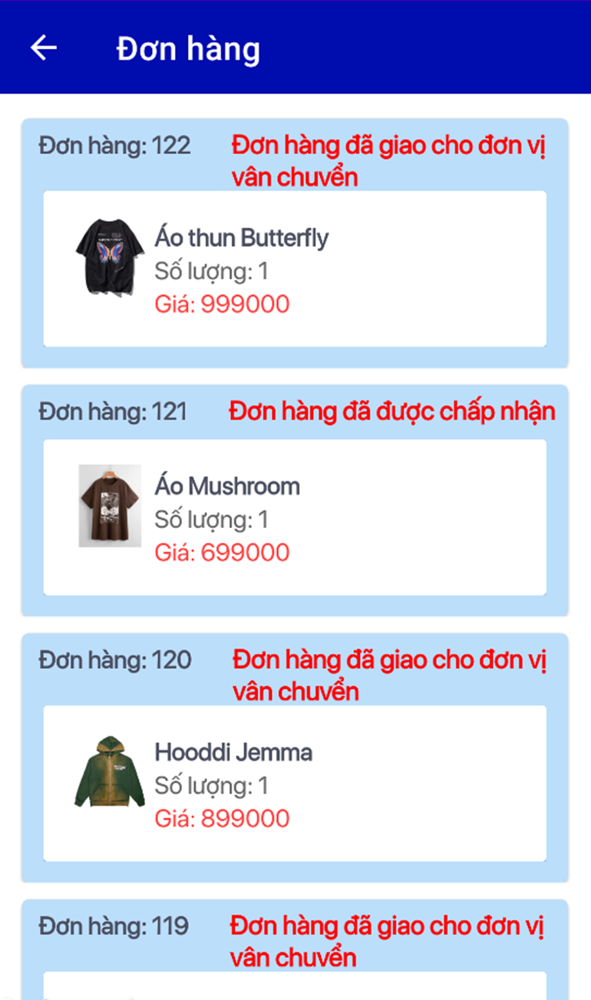 Đơn hàng
Đơn hàng: 122
Đơn hàng đã giao cho đơn vị
vân chuyển
Áo thun Butterfly
Số lượng: 1
Giá: 999000
Đơn hàng: 121
Đơn hàng đã được chấp nhận
Áo Mushroom
Số lượng: 1
Giá: 699000
Đơn hàng: 120
Đơn hàng đã giao cho đơn vị
vân chuyển
Hooddi Jemma
Số lượng: 1
Giá: 899000
Đơn hàng: 119
Đơn hàng đã giao cho đơn vị
vân chuyển